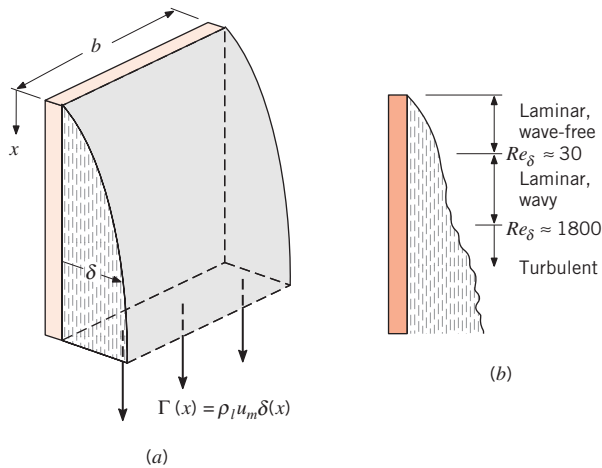 b
x
δ
Γ (x) = ρ_l u_m δ(x)
(a)
Laminar,
wave-free
Re_δ ≈ 30
Laminar,
wavy
Re_δ ≈ 1800
Turbulent
(b)